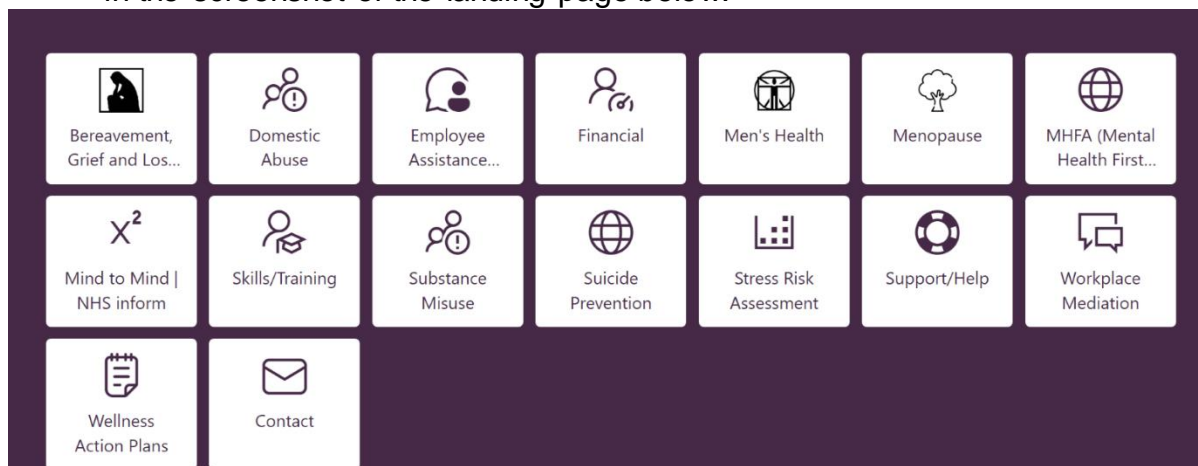 in the screenshot of the landing page below.
Bereavement,
Grief and Los...
Domestic
Abuse
Employee
Assistance...
Financial
Men's Health
Menopause
MHFA (Mental
Health First...
X²
Mind to Mind |
NHS inform
Skills/Training
Substance
Misuse
Suicide
Prevention
Stress Risk
Assessment
Support/Help
Workplace
Mediation
Wellness
Action Plans
Contact